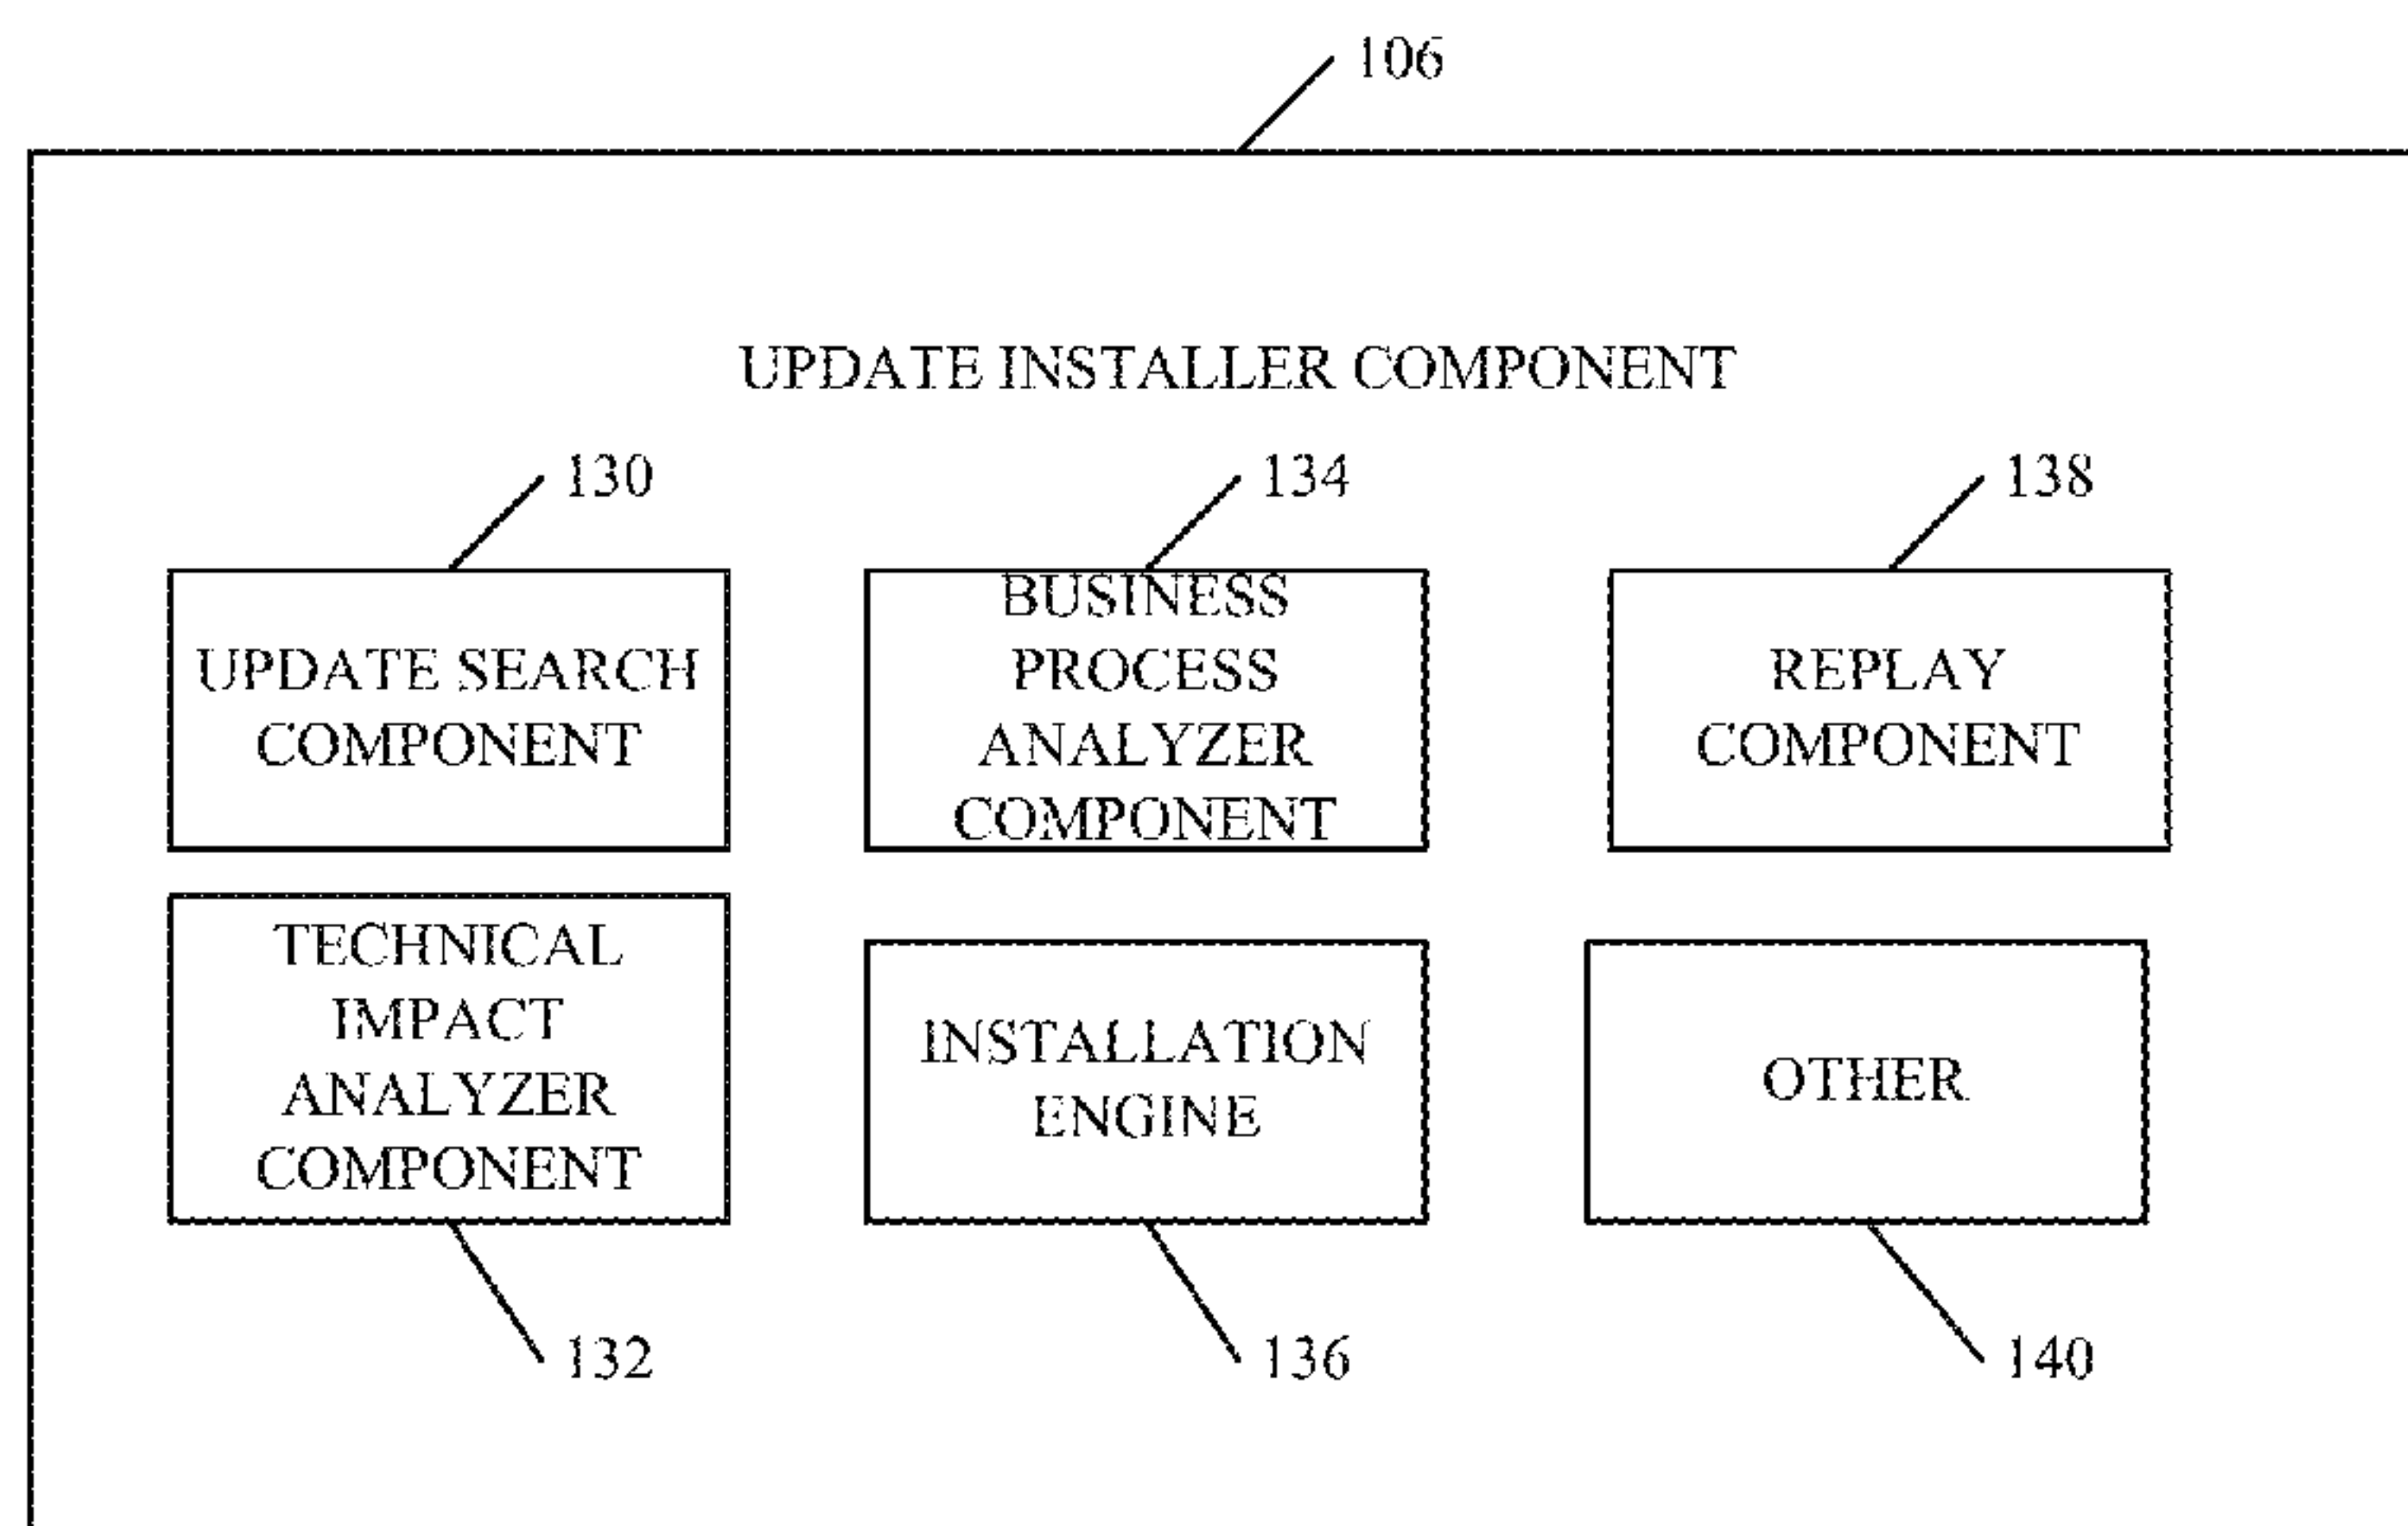 106
UPDATE INSTALLER COMPONENT
130
134
138
UPDATE SEARCH
COMPONENT
BUSINESS
PROCESS
ANALYZER
COMPONENT
REPLAY
COMPONENT
TECHNICAL
IMPACT
ANALYZER
COMPONENT
INSTALLATION
ENGINE
OTHER
132
136
140